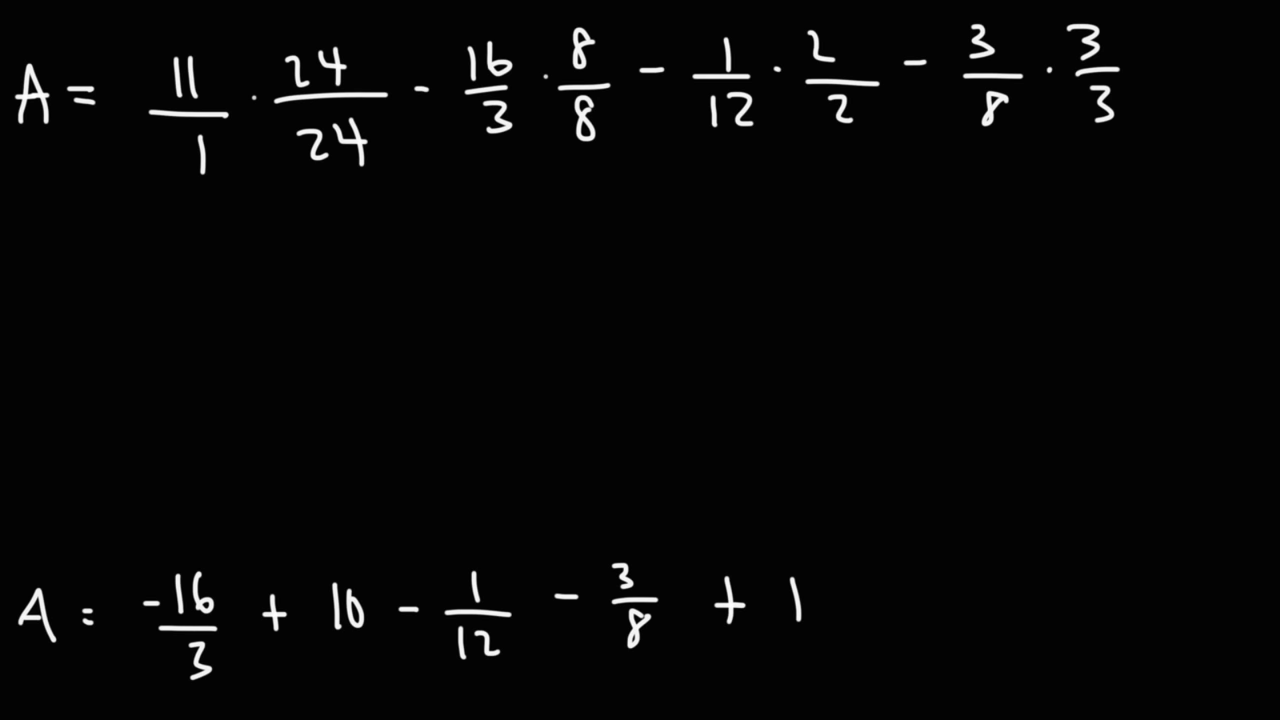 A = 11/1 · 24/24 - 16/3 · 8/8 - 1/12 · 2/2 - 3/8 · 3/3
A = -16/3 + 10 - 1/12 - 3/8 + 1